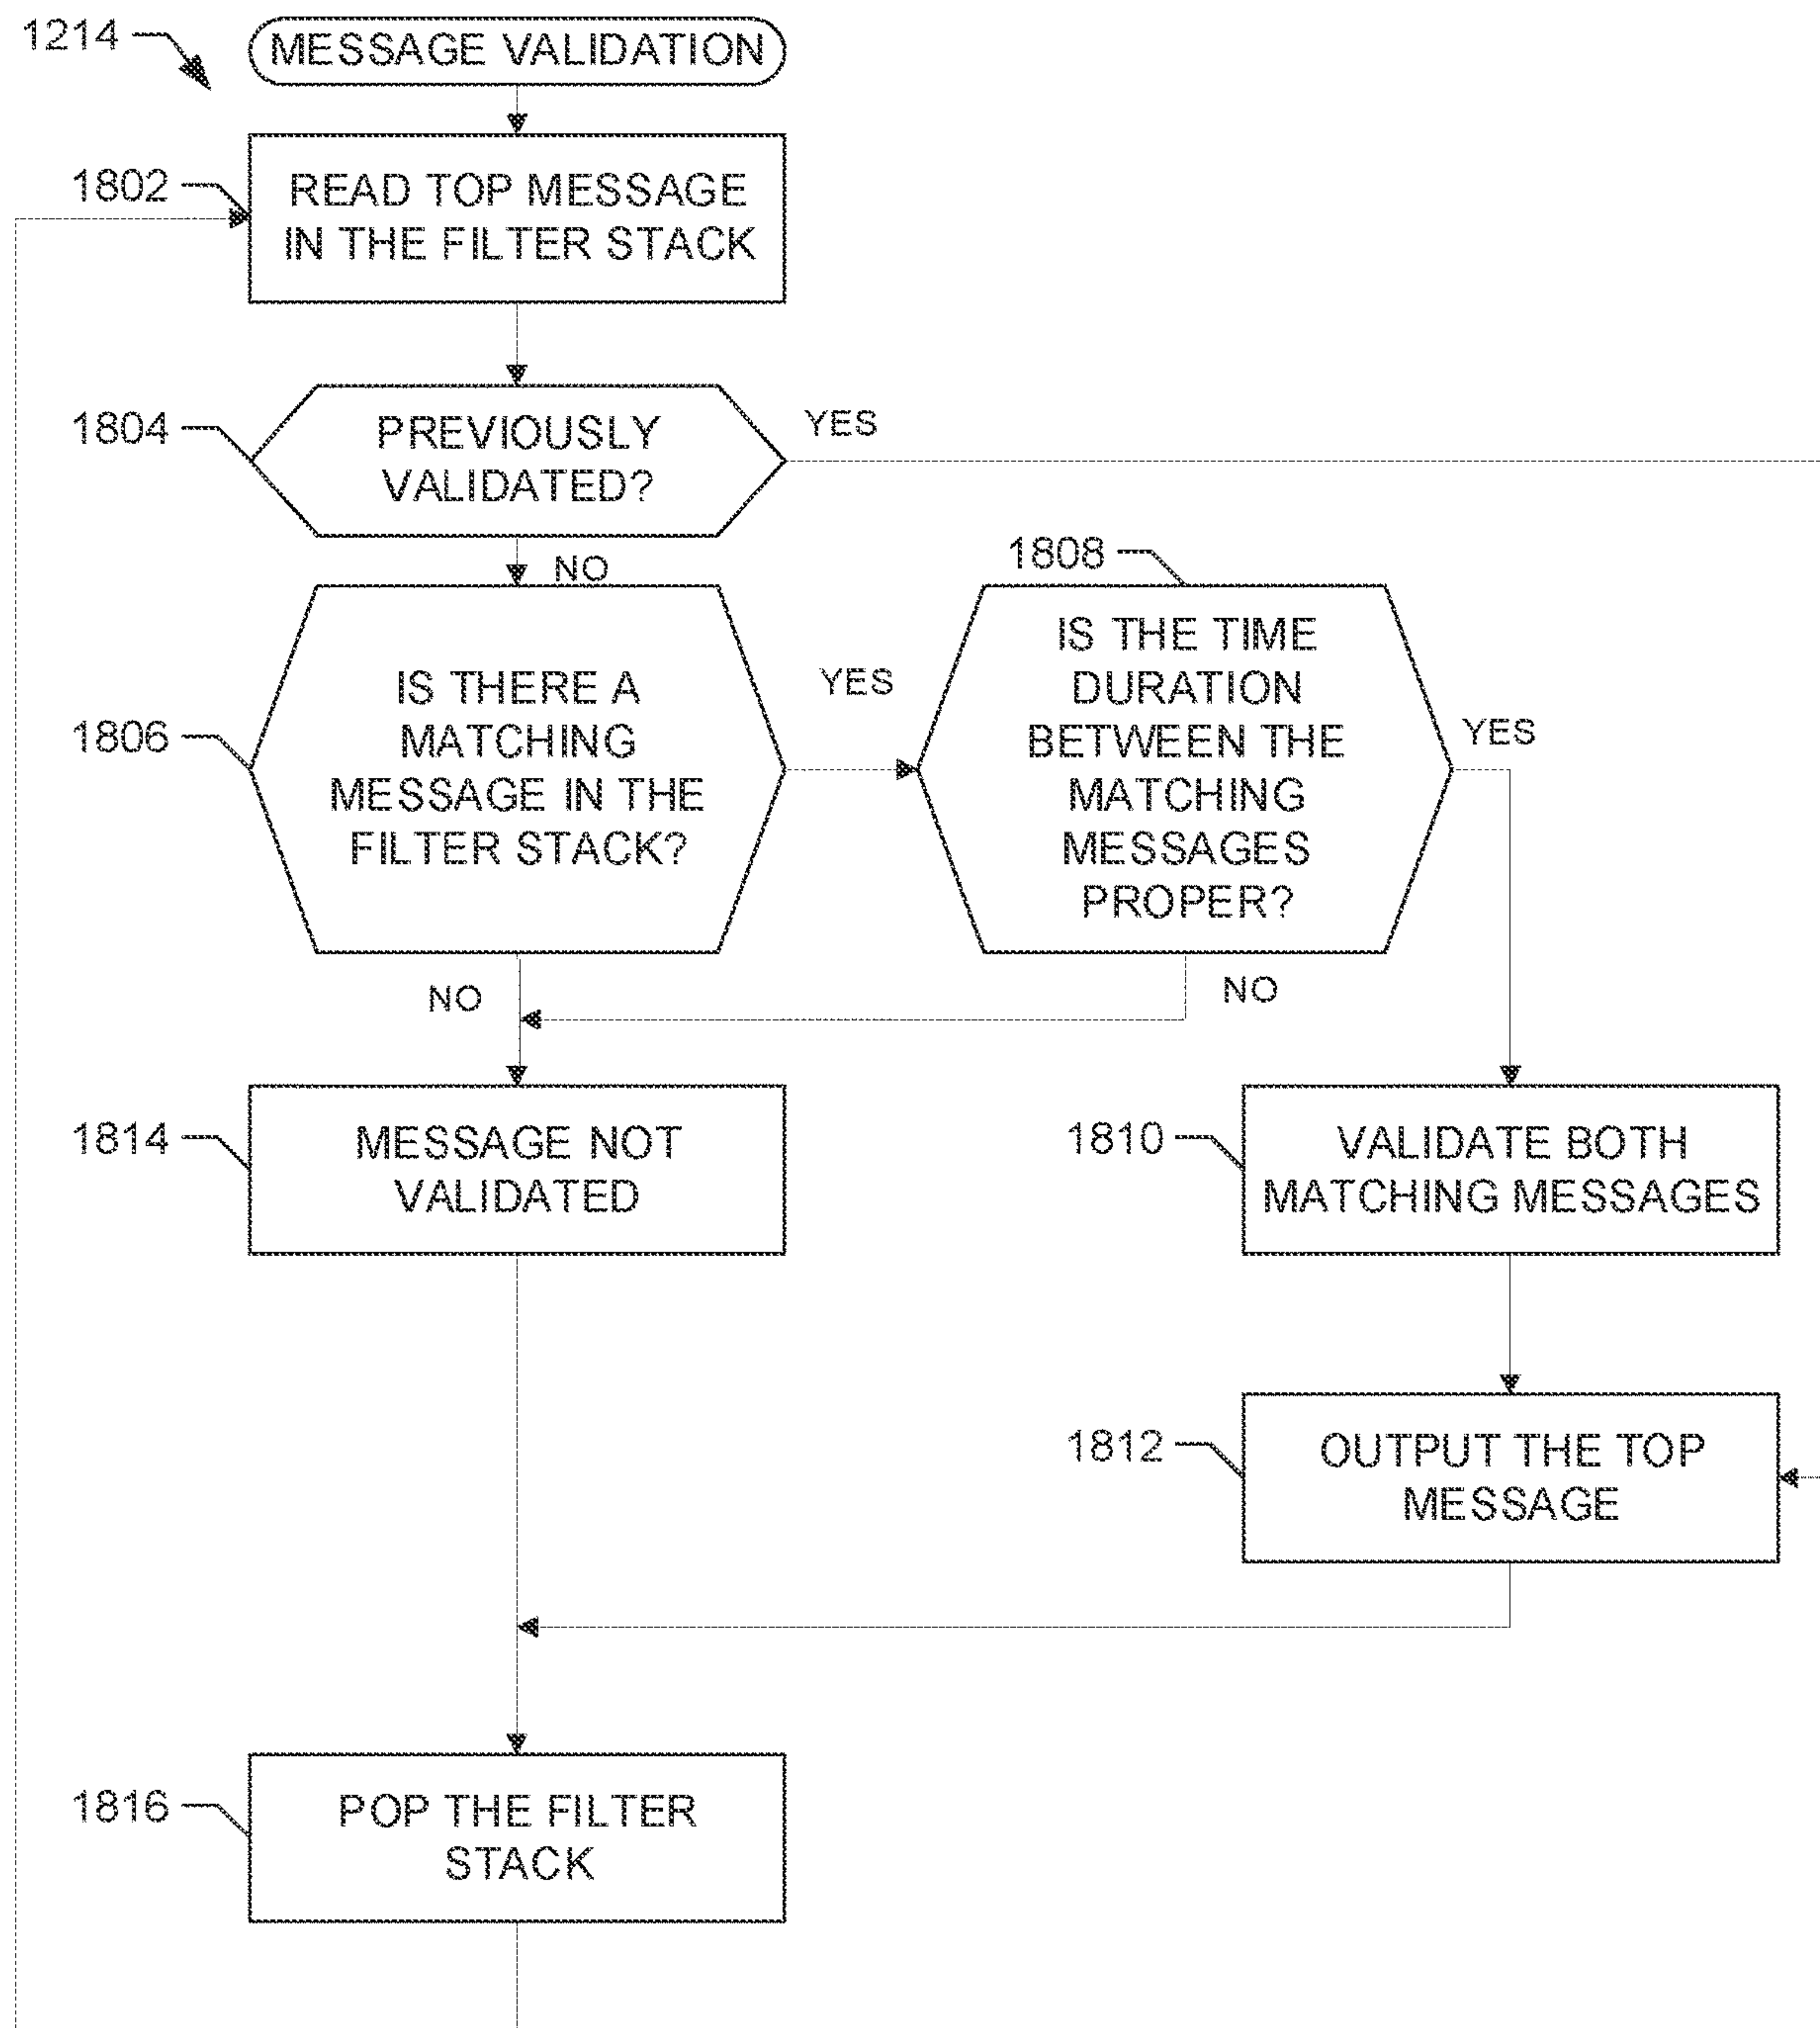 1214
MESSAGE VALIDATION
1802
READ TOP MESSAGE
IN THE FILTER STACK
1804
PREVIOUSLY
VALIDATED?
YES
NO
1806
IS THERE A
MATCHING
MESSAGE IN THE
FILTER STACK?
YES
NO
1808
IS THE TIME
DURATION
BETWEEN THE
MATCHING
MESSAGES
PROPER?
YES
NO
1814
MESSAGE NOT
VALIDATED
1810
VALIDATE BOTH
MATCHING MESSAGES
1812
OUTPUT THE TOP
MESSAGE
1816
POP THE FILTER
STACK